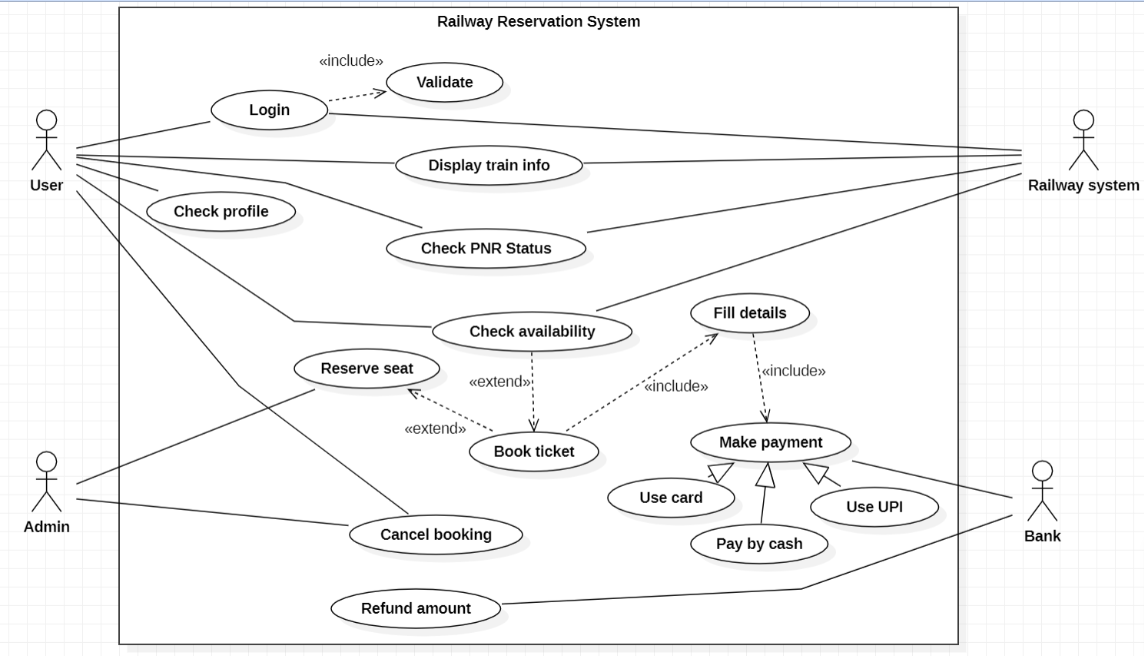 Railway Reservation System
«include»
Validate
Login
Display train info
User
Railway system
Check profile
Check PNR Status
Fill details
Check availability
Reserve seat
«extend»
«include»
«include»
«extend»
Book ticket
Make payment
Use card
Use UPI
Admin
Cancel booking
Pay by cash
Bank
Refund amount